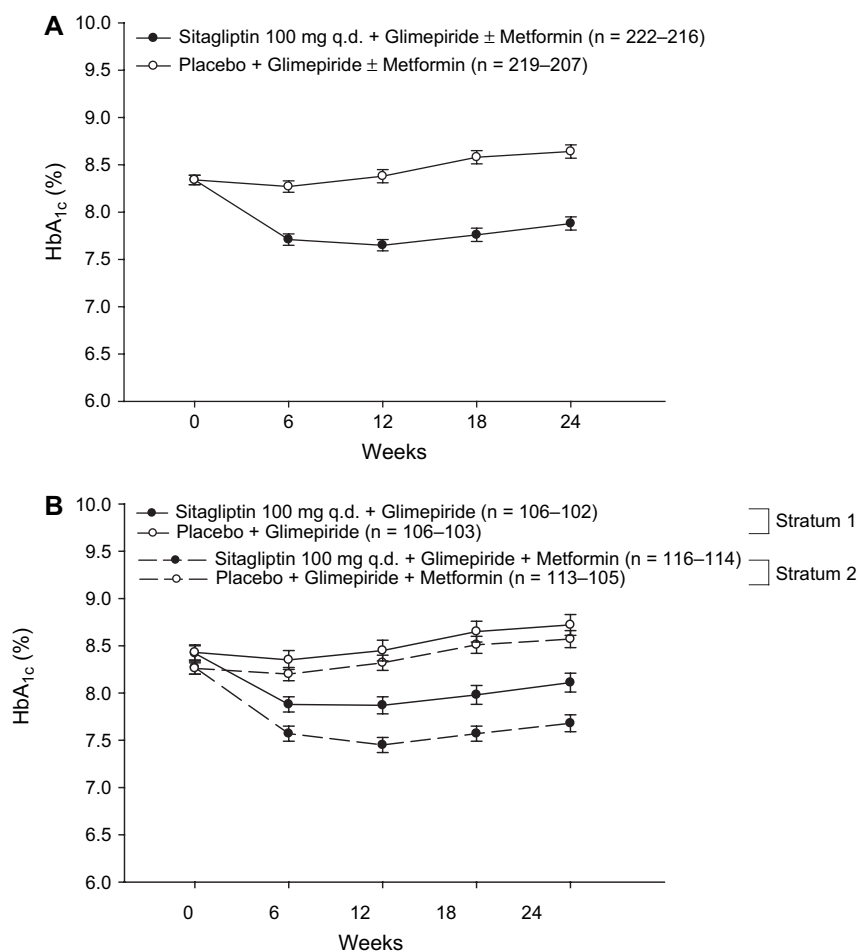 A
Sitagliptin 100 mg q.d. + Glimepiride ± Metformin (n = 222–216)
Placebo + Glimepiride ± Metformin (n = 219–207)
10.0
9.5
9.0
8.5
8.0
7.5
7.0
6.5
6.0
HbA1c (%)
0 6 12 18 24
Weeks
B
Sitagliptin 100 mg q.d. + Glimepiride (n = 106–102)
Placebo + Glimepiride (n = 106–103)
Stratum 1
Sitagliptin 100 mg q.d. + Glimepiride + Metformin (n = 116–114)
Placebo + Glimepiride + Metformin (n = 113–105)
Stratum 2
10.0
9.5
9.0
8.5
8.0
7.5
7.0
6.5
6.0
HbA1c (%)
0 6 12 18 24
Weeks